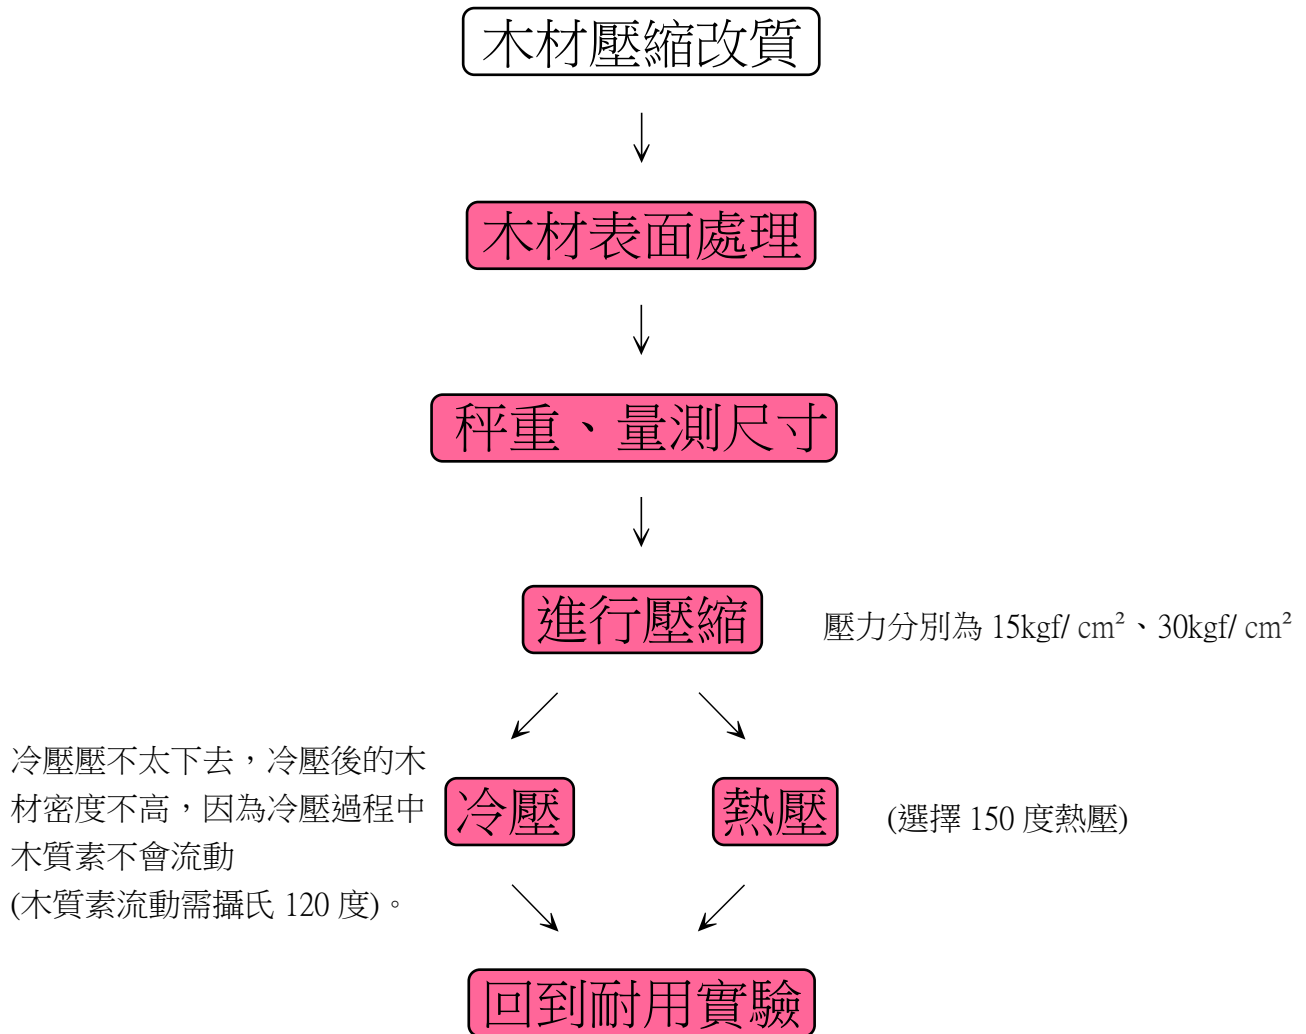 木材壓縮改質
木材表面處理
秤重、量測尺寸
進行壓縮
壓力分別為 15kgf/ cm²、30kgf/ cm²
冷壓壓不太下去，冷壓後的木
材密度不高，因為冷壓過程中
木質素不會流動
(木質素流動需攝氏 120 度)。
冷壓
熱壓
(選擇 150 度熱壓)
回到耐用實驗